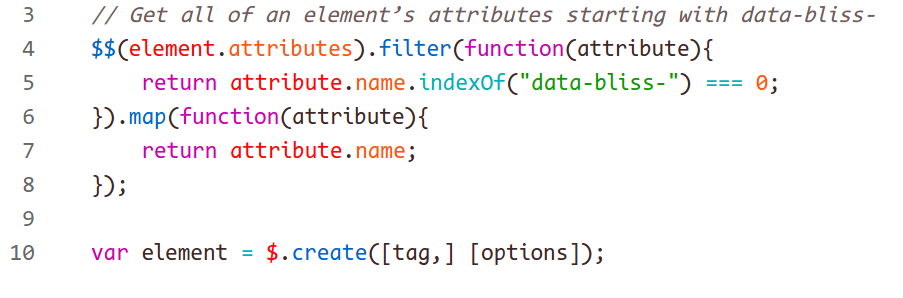 3 // Get all of an element’s attributes starting with data-bliss-
4 $$(element.attributes).filter(function(attribute){
5 return attribute.name.indexOf("data-bliss-") === 0;
6 }).map(function(attribute){
7 return attribute.name;
8 });
9
10 var element = $.create([tag,] [options]);